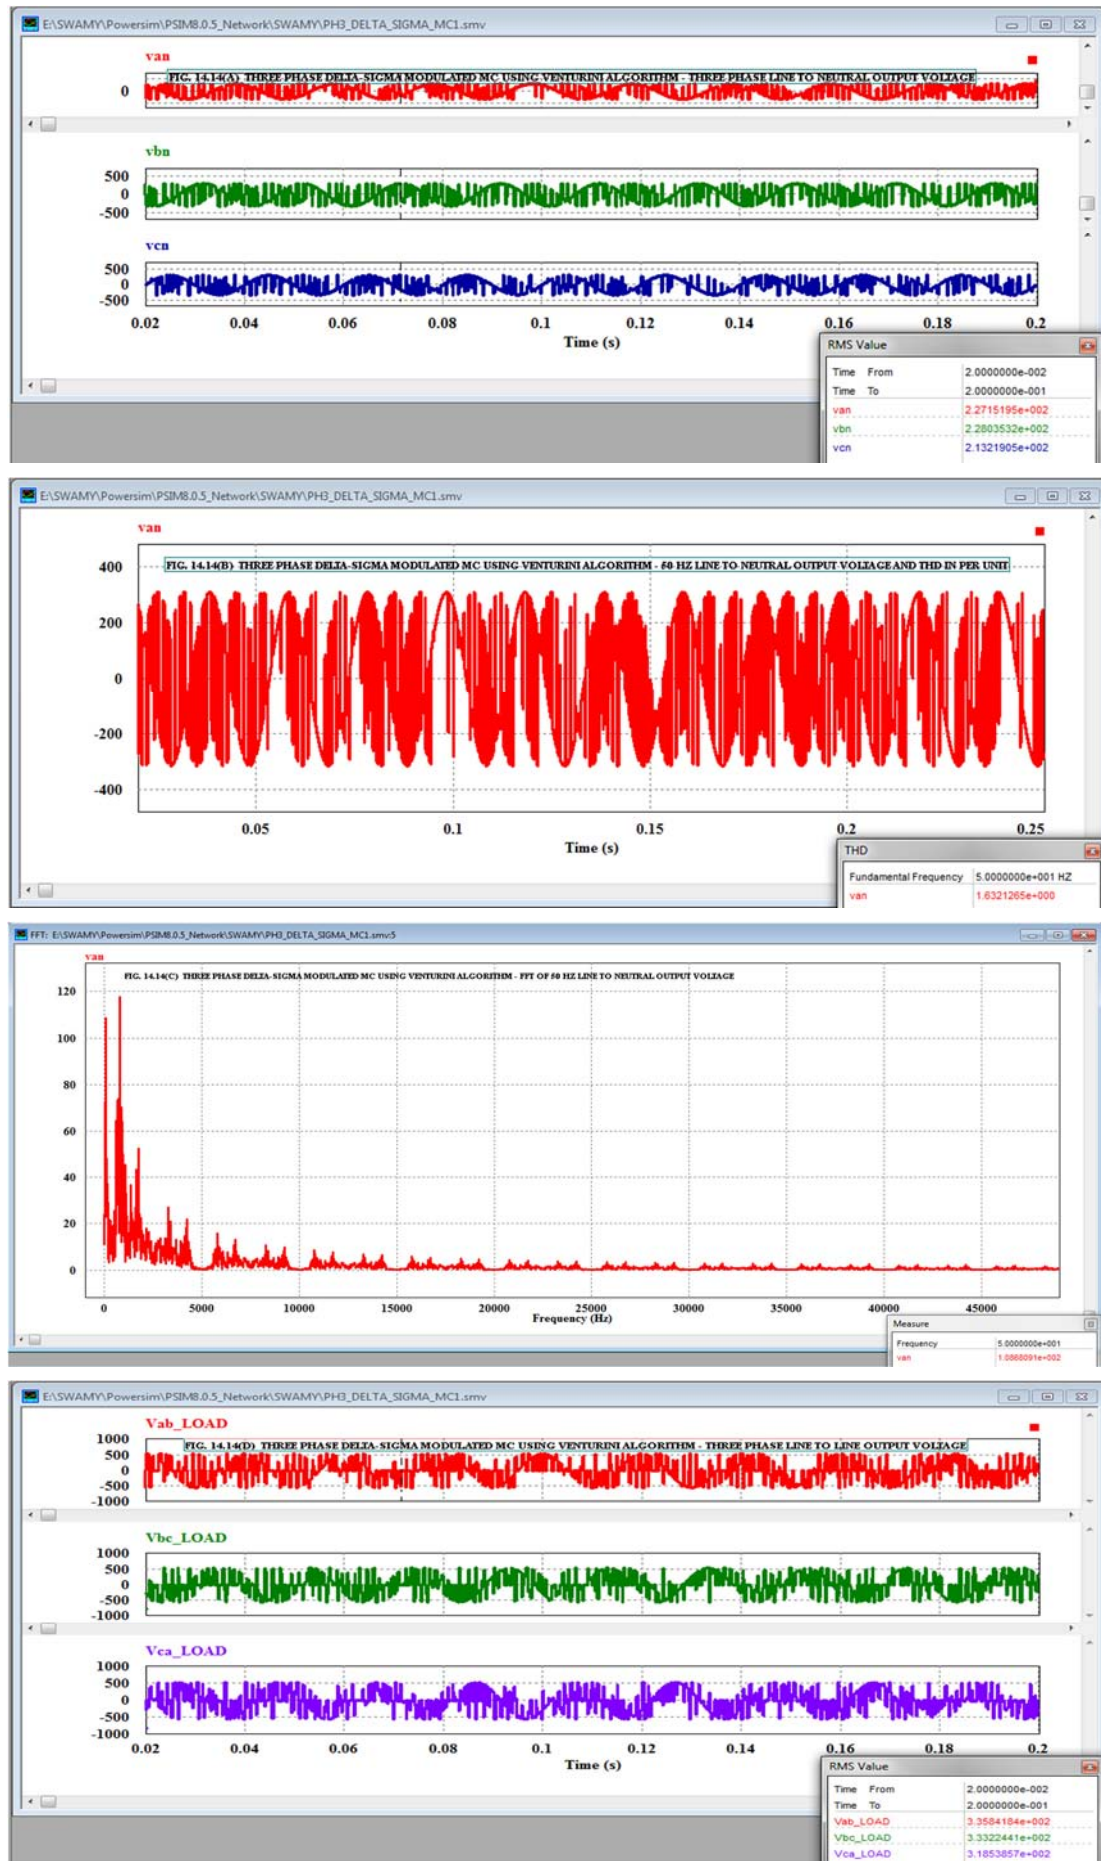 E:\SWAMY\Powersim\PSIM8.0.5_Network\SWAMY\PH3_DELTA_SIGMA_MC1.smv
van
FIG. 14.14(A) THREE PHASE DELTA-SIGMA MODULATED MC USING VENTURINI ALGORITHM - THREE PHASE LINE TO NEUTRAL OUTPUT VOLTAGE
0
vbn
500
0
-500
vcn
500
0
-500
0.02 0.04 0.06 0.08 0.1 0.12 0.14 0.16 0.18 0.2
Time (s)
RMS Value
Time From 2.0000000e-002
Time To 2.0000000e-001
van 2.2715195e+002
vbn 2.2803532e+002
vcn 2.1321905e+002
E:\SWAMY\Powersim\PSIM8.0.5_Network\SWAMY\PH3_DELTA_SIGMA_MC1.smv
van
400
FIG. 14.14(B) THREE PHASE DELTA-SIGMA MODULATED MC USING VENTURINI ALGORITHM - 50 HZ LINE TO NEUTRAL OUTPUT VOLTAGE AND THD IN PER UNIT
200
0
-200
-400
0.05 0.1 0.15 0.2 0.25
Time (s)
THD
Fundamental Frequency 5.0000000e+001 HZ
van 1.6321265e+000
FFT: E:\SWAMY\Powersim\PSIM8.0.5_Network\SWAMY\PH3_DELTA_SIGMA_MC1.smv:5
van
FIG. 14.14(C) THREE PHASE DELTA-SIGMA MODULATED MC USING VENTURINI ALGORITHM - FFT OF 50 HZ LINE TO NEUTRAL OUTPUT VOLTAGE
120
100
80
60
40
20
0
0 5000 10000 15000 20000 25000 30000 35000 40000 45000
Frequency (Hz)
Measure
Frequency 5.0000000e+001
van 1.0868091e+002
E:\SWAMY\Powersim\PSIM8.0.5_Network\SWAMY\PH3_DELTA_SIGMA_MC1.smv
Vab_LOAD
1000
FIG. 14.14(D) THREE PHASE DELTA-SIGMA MODULATED MC USING VENTURINI ALGORITHM - THREE PHASE LINE TO LINE OUTPUT VOLTAGE
500
0
-500
-1000
Vbc_LOAD
1000
500
0
-500
-1000
Vca_LOAD
1000
500
0
-500
-1000
0.02 0.04 0.06 0.08 0.1 0.12 0.14 0.16 0.18 0.2
Time (s)
RMS Value
Time From 2.0000000e-002
Time To 2.0000000e-001
Vab_LOAD 3.3584184e+002
Vbc_LOAD 3.3322441e+002
Vca_LOAD 3.1853857e+002